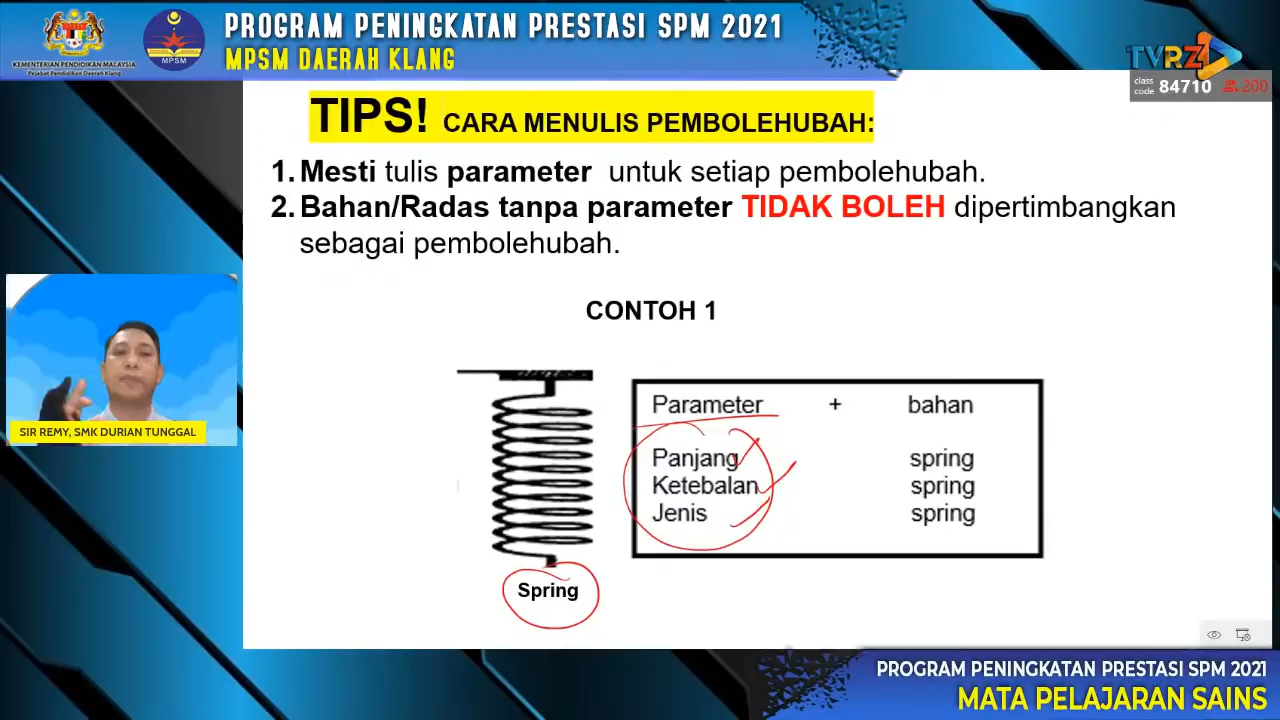 PROGRAM PENINGKATAN PRESTASI SPM 2021
MPSM DAERAH KLANG
KEMENTERIAN PENDIDIKAN MALAYSIA
Pejabat Pendidikan Daerah Klang
MPSM
TVRZ
class code 84710 200
TIPS! CARA MENULIS PEMBOLEHUBAH:
1. Mesti tulis parameter untuk setiap pembolehubah.
2. Bahan/Radas tanpa parameter TIDAK BOLEH dipertimbangkan
sebagai pembolehubah.
CONTOH 1
Parameter + bahan
Panjang spring
Ketebalan spring
Jenis spring
Spring
SIR REMY, SMK DURIAN TUNGGAL
PROGRAM PENINGKATAN PRESTASI SPM 2021
MATA PELAJARAN SAINS